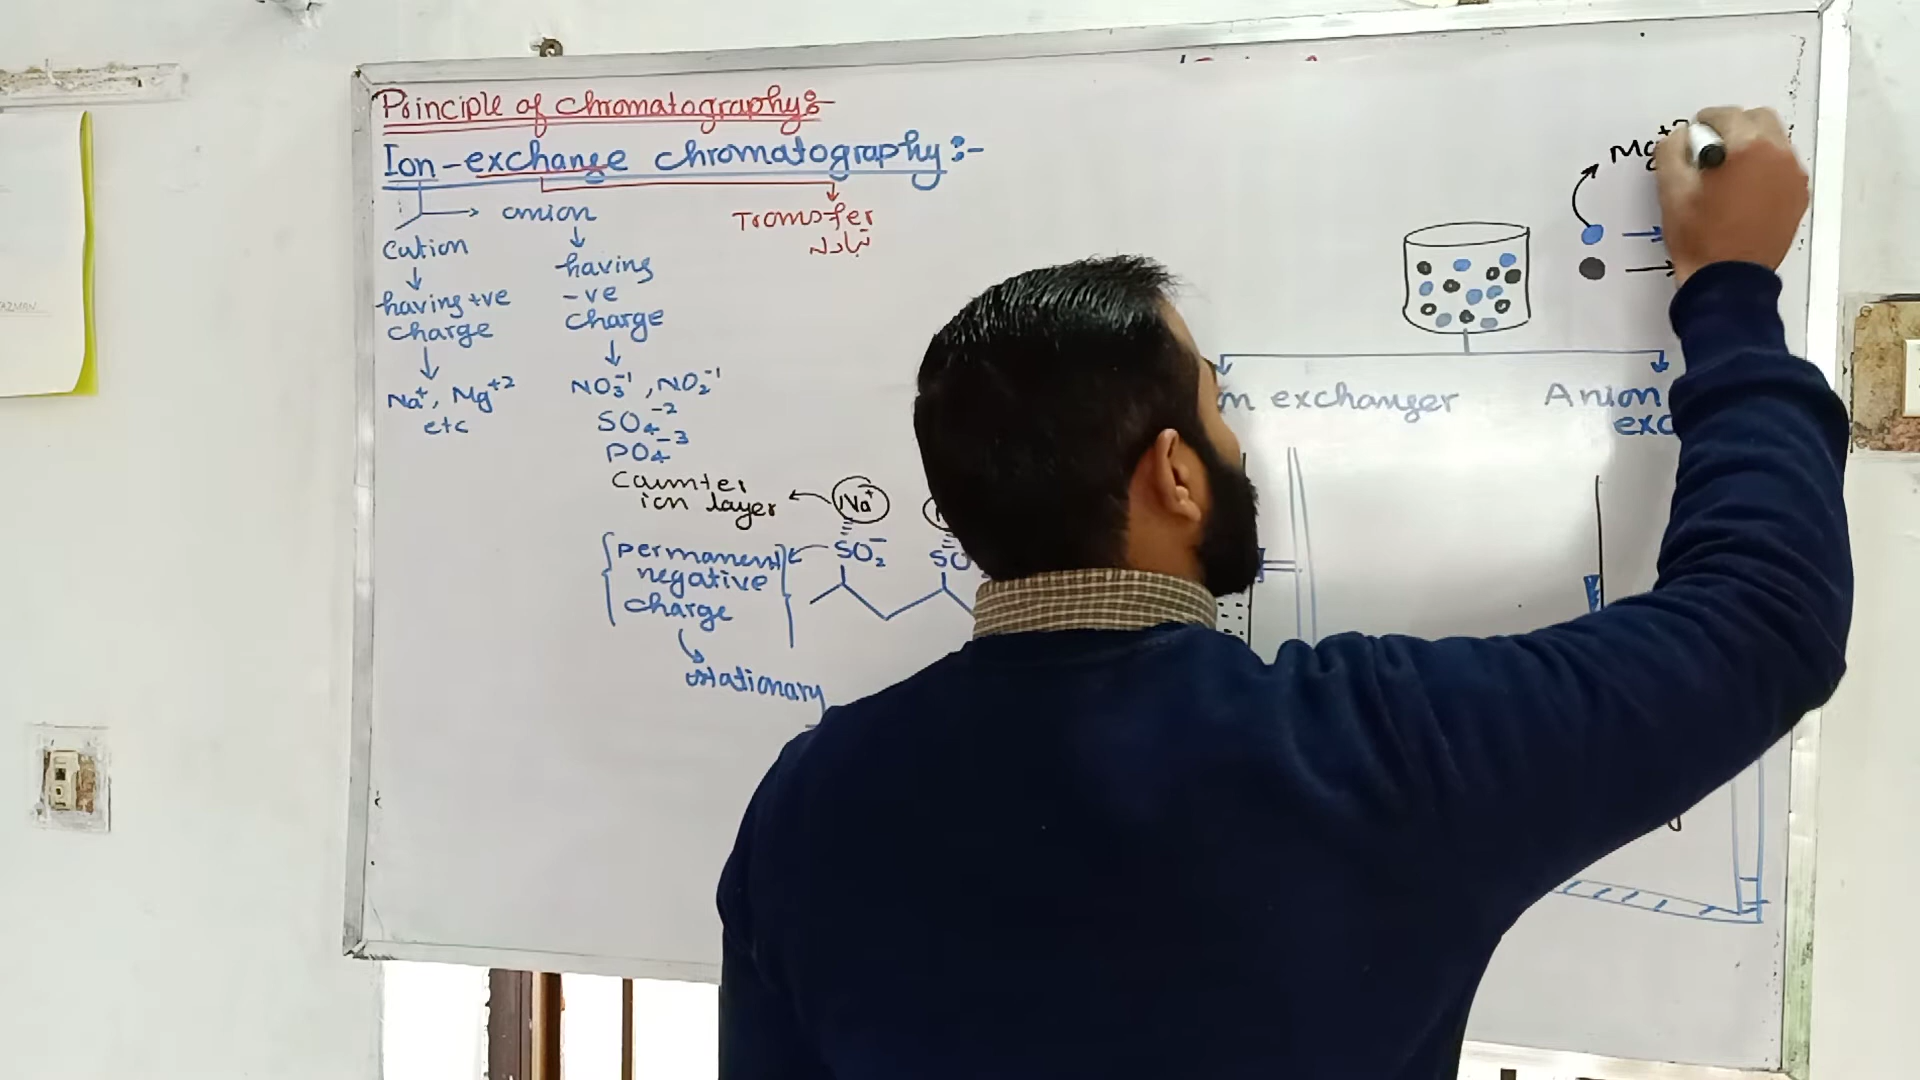 Principle of chromatography:-
Ion-exchange chromatography:-
anion
Cation
Transfer
تبادلہ
having +ve
charge
Na+, Mg+2
etc
having
-ve
charge
NO3-1, NO2-1
SO4-2
PO4-3
Counter
ion layer
Na+
SO2-
permanent
negative
charge
stationary
Mg+2
exchanger
Anion